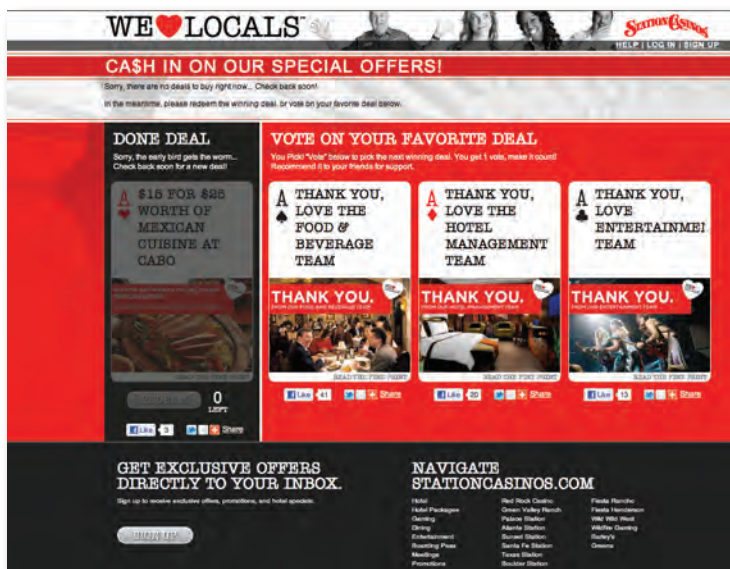 WE LOCALS
STATION CASINOS
HELP | LOG IN | SIGN UP
CA$H IN ON OUR SPECIAL OFFERS!
Sorry, there are no deals to buy right now... Check back soon!
In the meantime, please redeem the winning deal, or vote on your favorite deal below.
DONE DEAL
Sorry, the early bird gets the worm...
Check back soon for a new deal!
A
$15 FOR $25
WORTH OF
MEXICAN
CUISINE AT
CABO
READ THE FINE PRINT
0
LEFT
Like 3
Share
VOTE ON YOUR FAVORITE DEAL
You Pick! "Vote" below to pick the next winning deal. You get 1 vote, make it count!
Recommend it to your friends for support.
A
THANK YOU,
LOVE THE
FOOD &
BEVERAGE
TEAM
THANK YOU.
FROM OUR FOOD AND BEVERAGE TEAM
READ THE FINE PRINT
Like 41
Share
A
THANK YOU,
LOVE THE
HOTEL
MANAGEMENT
TEAM
THANK YOU.
FROM OUR HOTEL MANAGEMENT TEAM
READ THE FINE PRINT
Like 20
Share
A
THANK YOU,
LOVE
ENTERTAINME
TEAM
THANK YOU.
FROM OUR ENTERTAINMENT TEAM
READ THE FINE PRINT
Like 13
Share
GET EXCLUSIVE OFFERS
DIRECTLY TO YOUR INBOX.
Sign up to receive exclusive offers, promotions, and hotel specials.
SIGN UP
NAVIGATE
STATIONCASINOS.COM
Hotel
Hotel Packages
Gaming
Dining
Entertainment
Boarding Pass
Meetings
Promotions
Red Rock Casino
Green Valley Ranch
Palace Station
Aliante Station
Sunset Station
Santa Fe Station
Texas Station
Boulder Station
Fiesta Rancho
Fiesta Henderson
Wild Wild West
Wildfire Gaming
Barley's
Greens